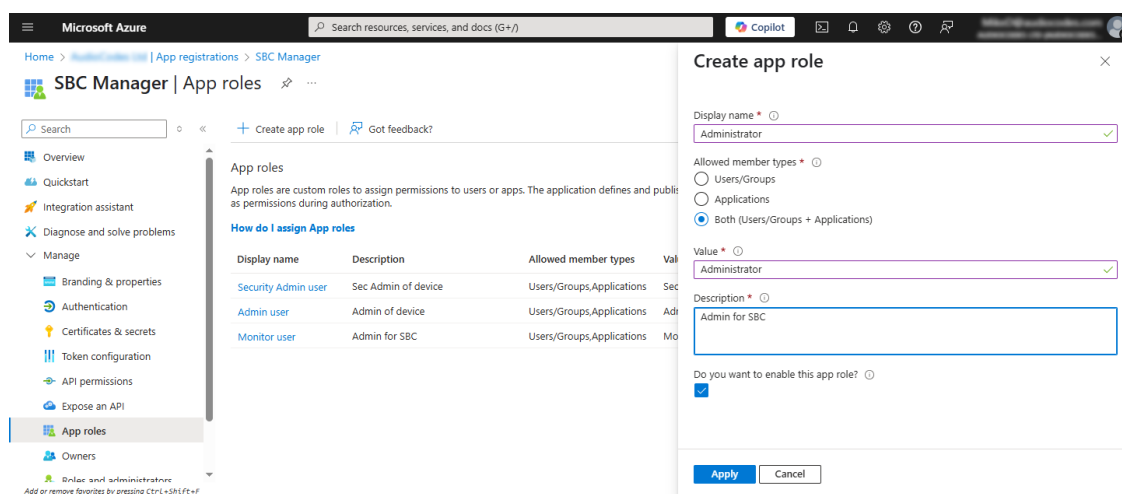 Microsoft Azure
Search resources, services, and docs (G+/)
Copilot
Home > | App registrations > SBC Manager
SBC Manager | App roles
Search
Create app role
Got feedback?
Overview
Quickstart
Integration assistant
Diagnose and solve problems
Manage
Branding & properties
Authentication
Certificates & secrets
Token configuration
API permissions
Expose an API
App roles
Owners
Roles and administrators
Add or remove favorites by pressing Ctrl+Shift+F
App roles
App roles are custom roles to assign permissions to users or apps. The application defines and publis
as permissions during authorization.
How do I assign App roles
Display name Description Allowed member types Val
Security Admin user Sec Admin of device Users/Groups,Applications Sec
Admin user Admin of device Users/Groups,Applications Adr
Monitor user Admin for SBC Users/Groups,Applications Mo
Create app role
Display name *
Administrator
Allowed member types *
Users/Groups
Applications
Both (Users/Groups + Applications)
Value *
Administrator
Description *
Admin for SBC
Do you want to enable this app role?
Apply
Cancel